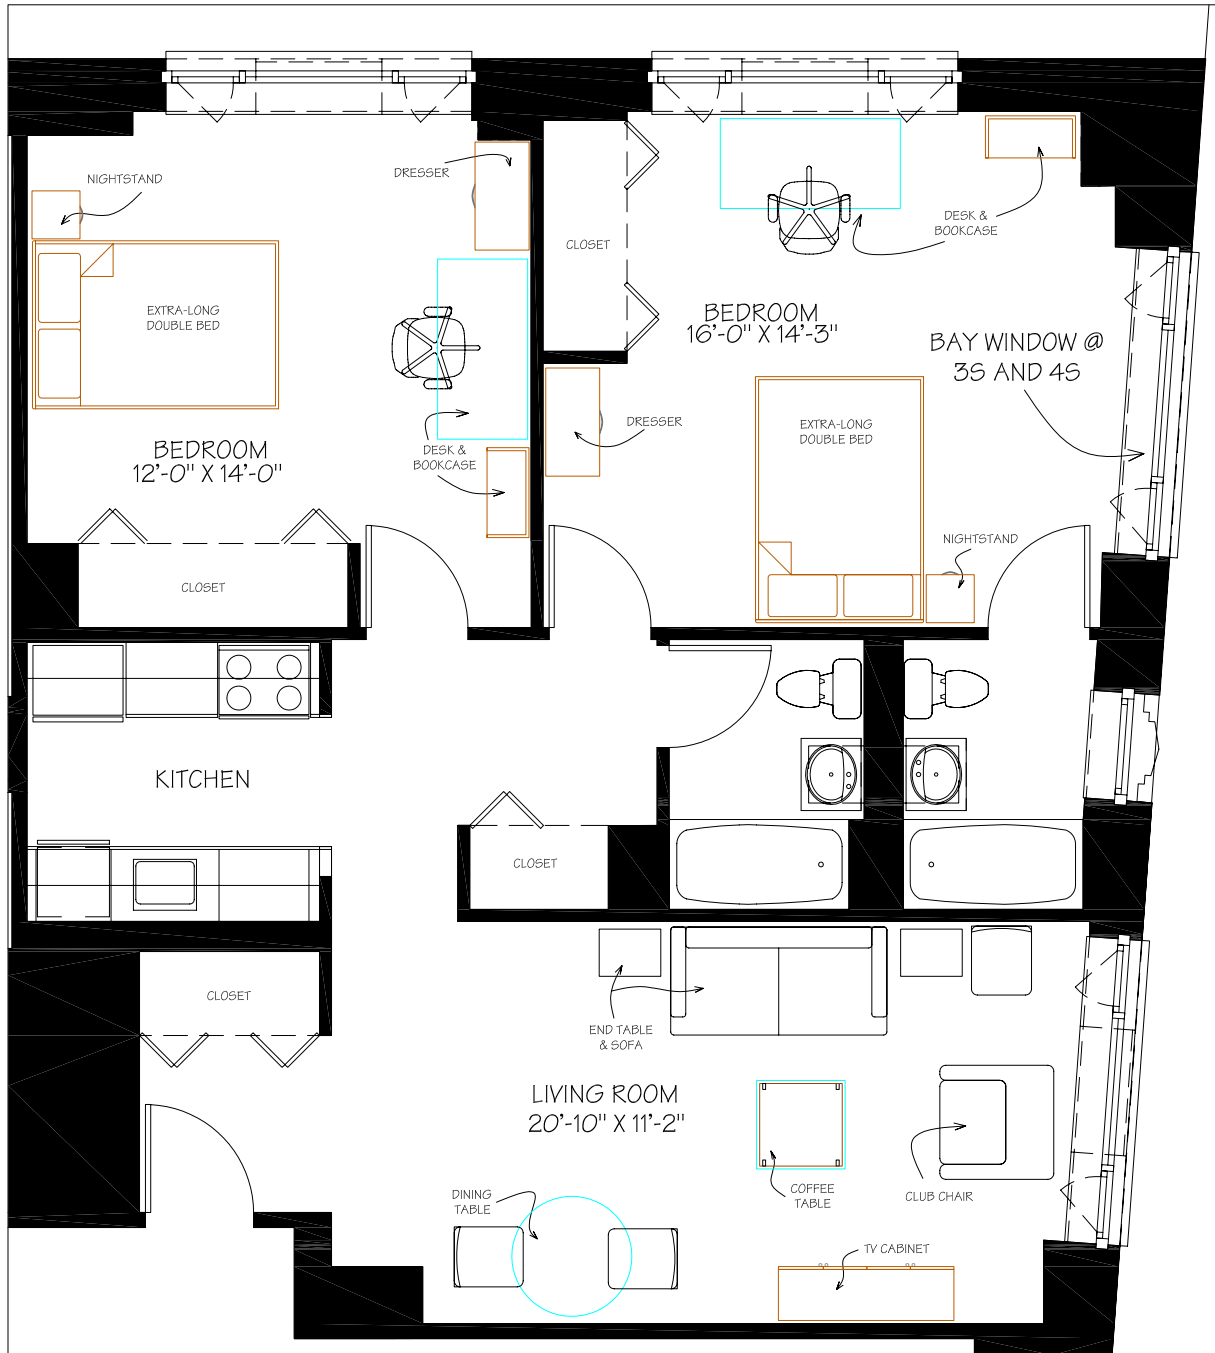 NIGHTSTAND
DRESSER
CLOSET
DESK &
BOOKCASE
EXTRA-LONG
DOUBLE BED
BEDROOM
16'-0" X 14'-3"
BAY WINDOW @
3S AND 4S
DRESSER
EXTRA-LONG
DOUBLE BED
BEDROOM
12'-0" X 14'-0"
DESK &
BOOKCASE
NIGHTSTAND
CLOSET
KITCHEN
CLOSET
CLOSET
END TABLE
& SOFA
LIVING ROOM
20'-10" X 11'-2"
DINING
TABLE
COFFEE
TABLE
CLUB CHAIR
TV CABINET